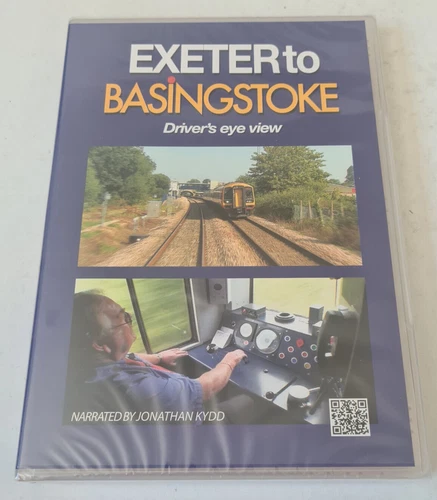 EXETER to
BASINGSTOKE
Driver's eye view
NARRATED BY JONATHAN KYDD